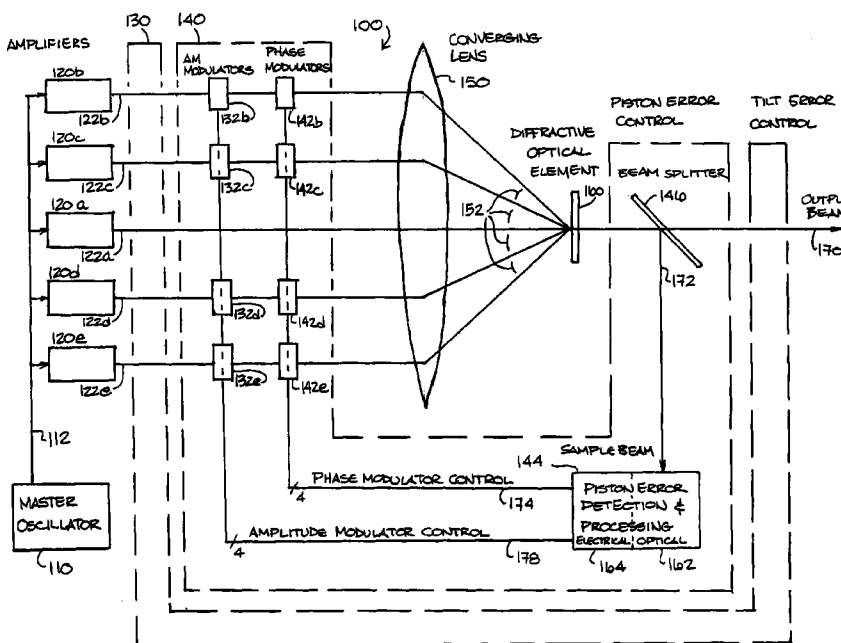 130
140
100
AMPLIFIERS
CONVERGING
LENS
150
AM
MODULATORS
PHASE
MODULATORS
120b
122b
132b
142b
PISTON ERROR
CONTROL
TILT ERROR
CONTROL
120c
122c
132c
142c
DIFFRACTIVE
OPTICAL
ELEMENT
160
BEAM SPLITTER
146
120a
122a
152
OUTPUT
BEAM
170
172
120d
122d
132d
142d
120e
122e
132e
142e
112
SAMPLE BEAM
144
MASTER
OSCILLATOR
110
PHASE MODULATOR CONTROL
4
174
PISTON ERROR
DETECTION &
PROCESSING
ELECTRICAL OPTICAL
AMPLITUDE MODULATOR CONTROL
4
178
164
162